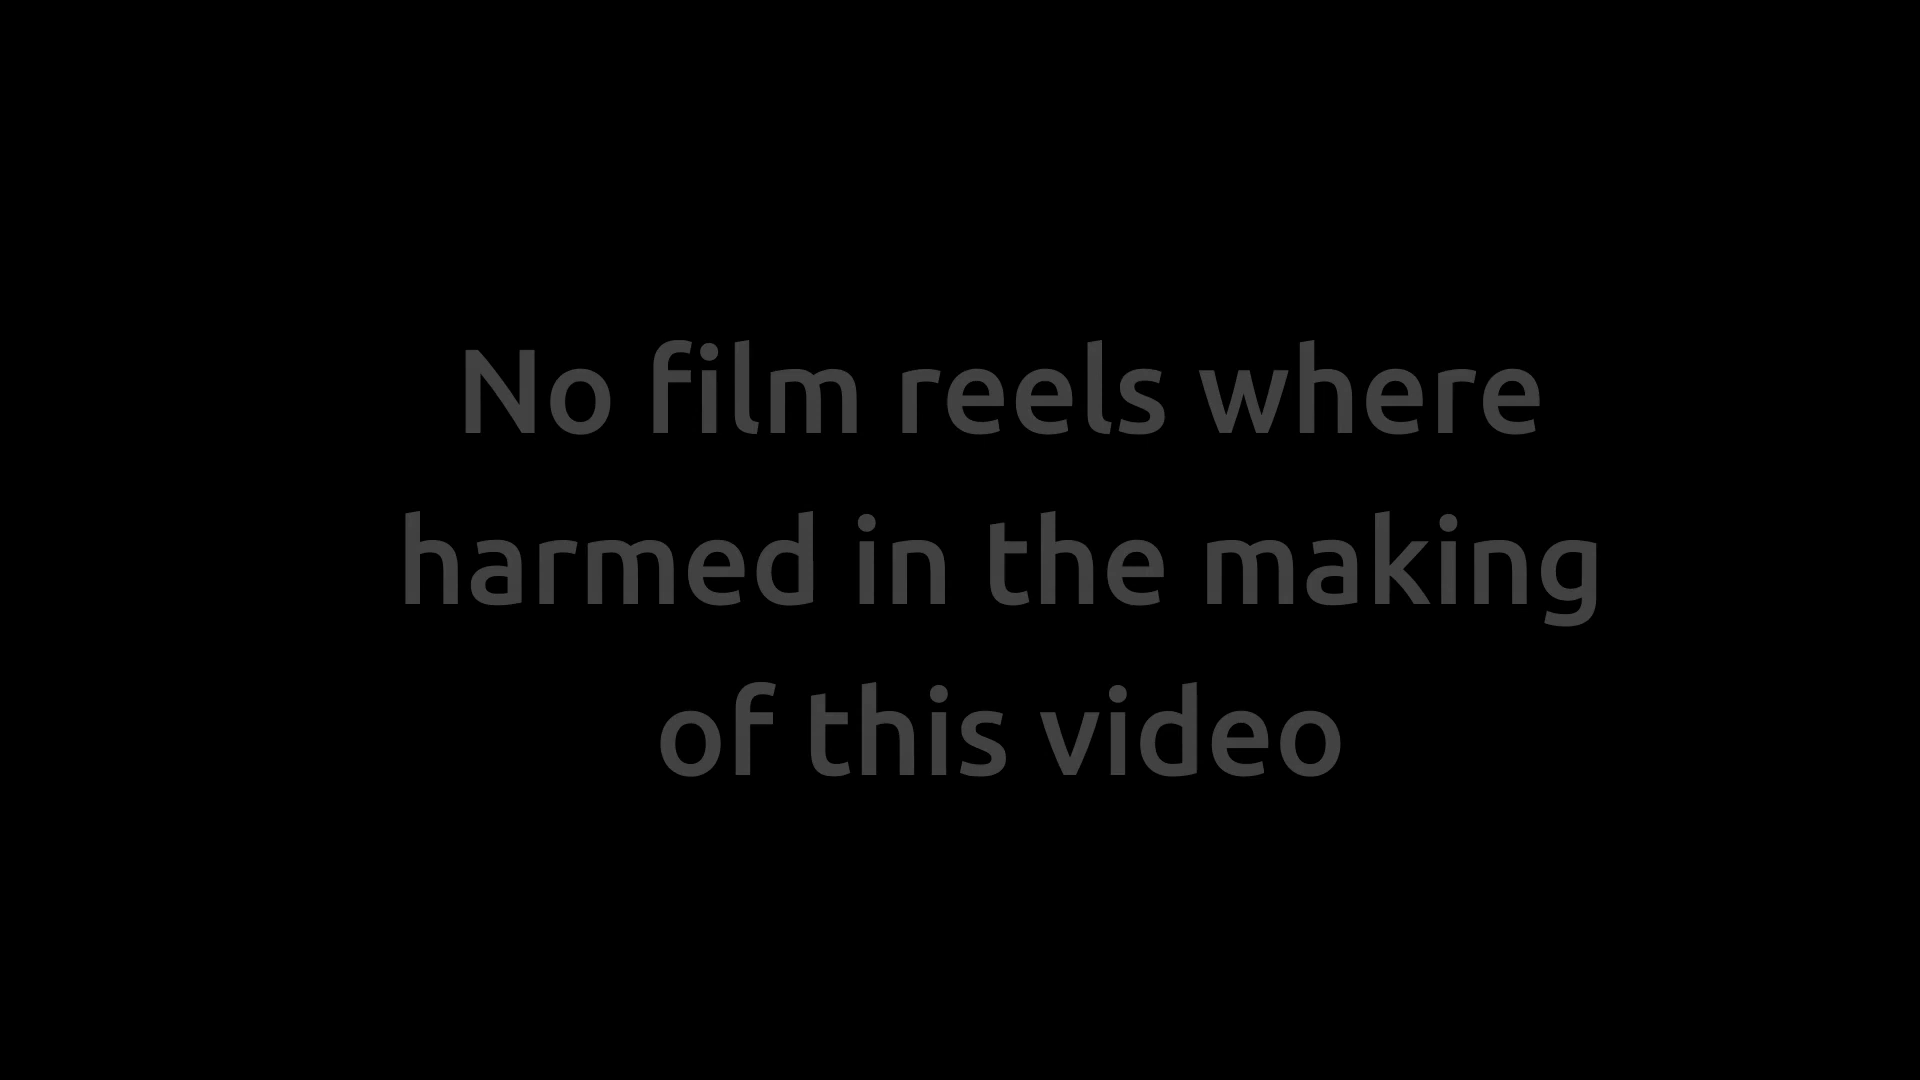 No film reels where
harmed in the making
of this video